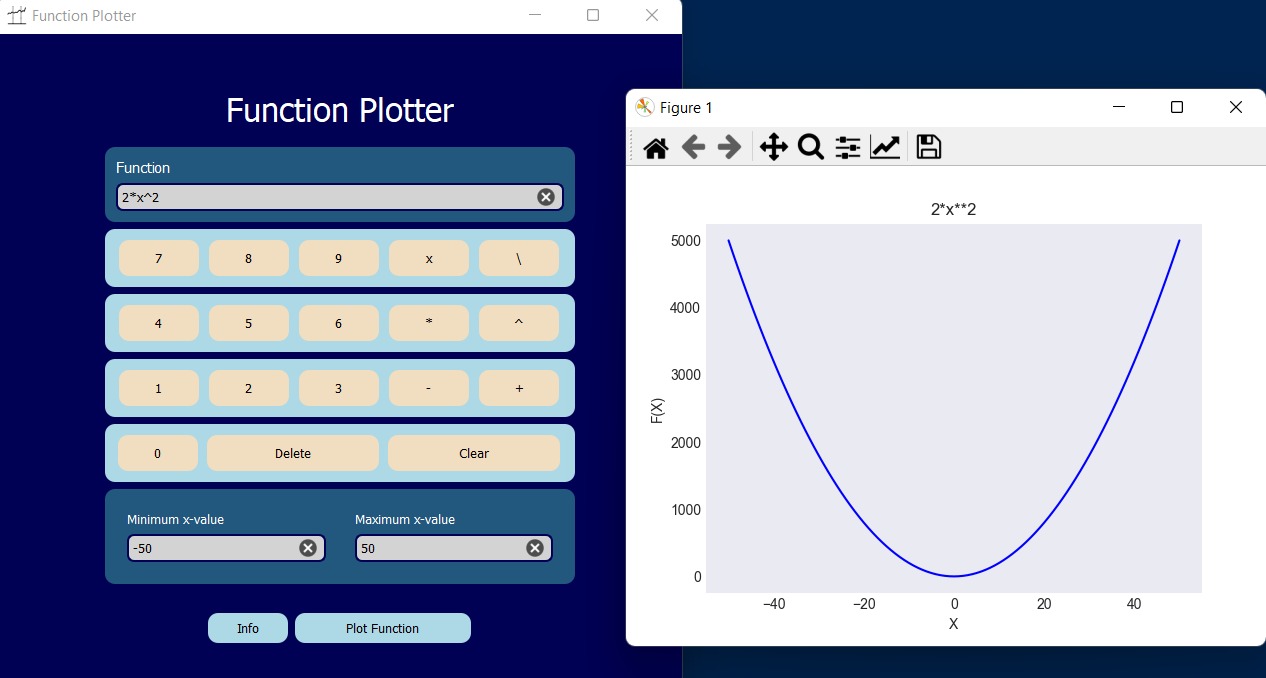 Function Plotter
Function Plotter
Function
2*x^2
7 8 9 x \
4 5 6 * ^
1 2 3 - +
0 Delete Clear
Minimum x-value Maximum x-value
-50 50
Info Plot Function
Figure 1
2*x**2
5000
4000
3000
2000
1000
0
F(X)
−40 −20 0 20 40
X